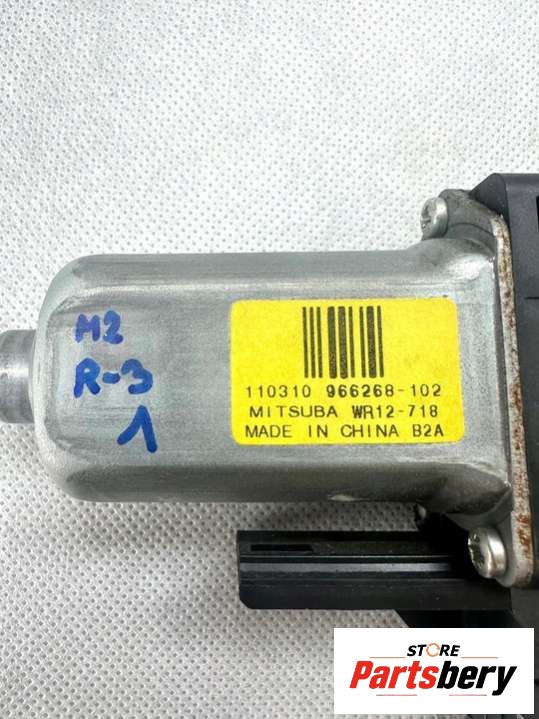 M2
R-3
1
110310 966268-102
MITSUBA WR12-718
MADE IN CHINA B2A
STORE
Partsbery